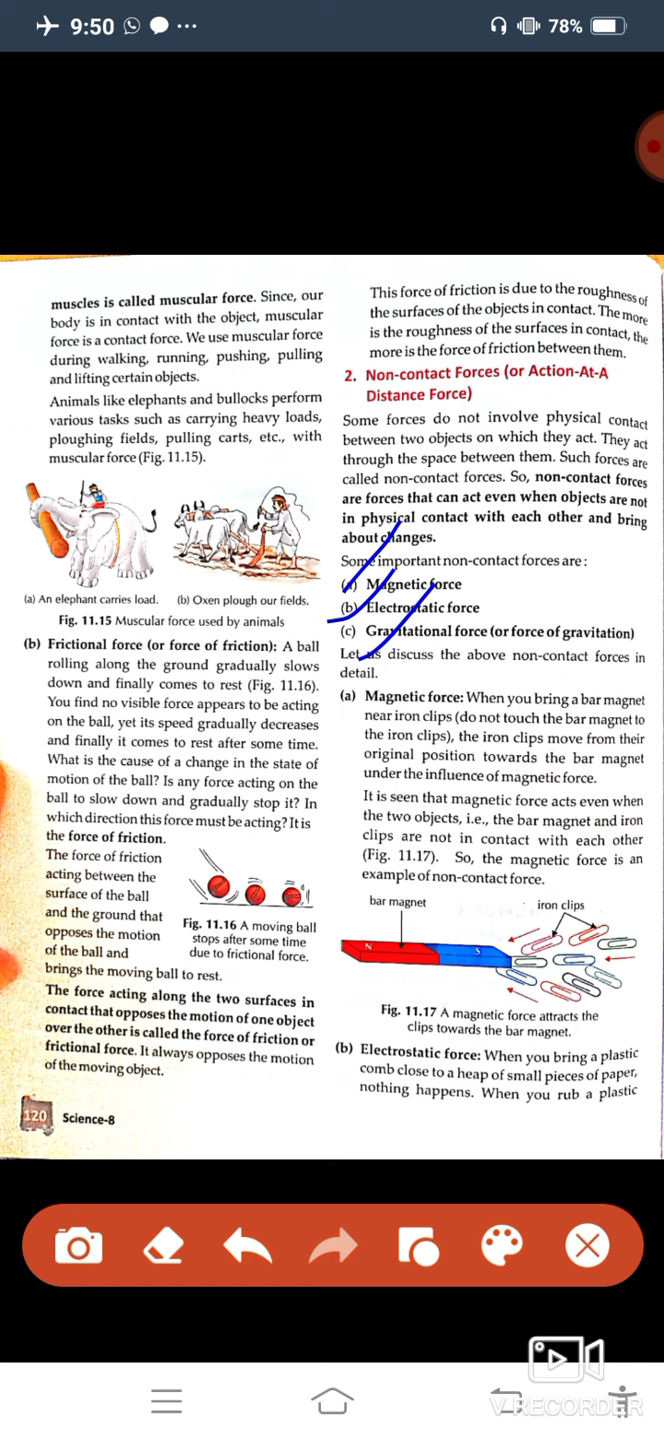 9:50
78%
muscles is called muscular force. Since, our
body is in contact with the object, muscular
force is a contact force. We use muscular force
during walking, running, pushing, pulling
and lifting certain objects.
Animals like elephants and bullocks perform
various tasks such as carrying heavy loads,
ploughing fields, pulling carts, etc., with
muscular force (Fig. 11.15).
(a) An elephant carries load. (b) Oxen plough our fields.
Fig. 11.15 Muscular force used by animals
(b) Frictional force (or force of friction): A ball
rolling along the ground gradually slows
down and finally comes to rest (Fig. 11.16).
You find no visible force appears to be acting
on the ball, yet its speed gradually decreases
and finally it comes to rest after some time.
What is the cause of a change in the state of
motion of the ball? Is any force acting on the
ball to slow down and gradually stop it? In
which direction this force must be acting? It is
the force of friction.
The force of friction
acting between the
surface of the ball
and the ground that
opposes the motion
of the ball and
brings the moving ball to rest.
Fig. 11.16 A moving ball
stops after some time
due to frictional force.
The force acting along the two surfaces in
contact that opposes the motion of one object
over the other is called the force of friction or
frictional force. It always opposes the motion
of the moving object.
120 Science-8
This force of friction is due to the roughness of
the surfaces of the objects in contact. The more
is the roughness of the surfaces in contact, the
more is the force of friction between them.
2. Non-contact Forces (or Action-At-A
Distance Force)
Some forces do not involve physical contact
between two objects on which they act. They act
through the space between them. Such forces are
called non-contact forces. So, non-contact forces
are forces that can act even when objects are not
in physical contact with each other and bring
about changes.
Some important non-contact forces are :
(a) Magnetic force
(b) Electrostatic force
(c) Gravitational force (or force of gravitation)
Let us discuss the above non-contact forces in
detail.
(a) Magnetic force: When you bring a bar magnet
near iron clips (do not touch the bar magnet to
the iron clips), the iron clips move from their
original position towards the bar magnet
under the influence of magnetic force.
It is seen that magnetic force acts even when
the two objects, i.e., the bar magnet and iron
clips are not in contact with each other
(Fig. 11.17). So, the magnetic force is an
example of non-contact force.
bar magnet
iron clips
N
S
Fig. 11.17 A magnetic force attracts the
clips towards the bar magnet.
(b) Electrostatic force: When you bring a plastic
comb close to a heap of small pieces of paper,
nothing happens. When you rub a plastic
V RECORDER